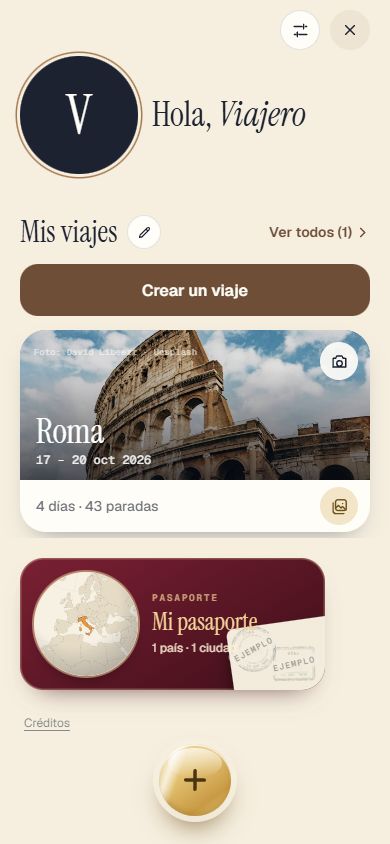 V
Hola, Viajero
Mis viajes
Ver todos (1)
Crear un viaje
Foto: David Libeert · Unsplash
Roma
17 – 20 oct 2026
4 días · 43 paradas
PASAPORTE
Mi pasaporte
1 país · 1 ciuda
EJEMPLO
EJEMPLO
Créditos